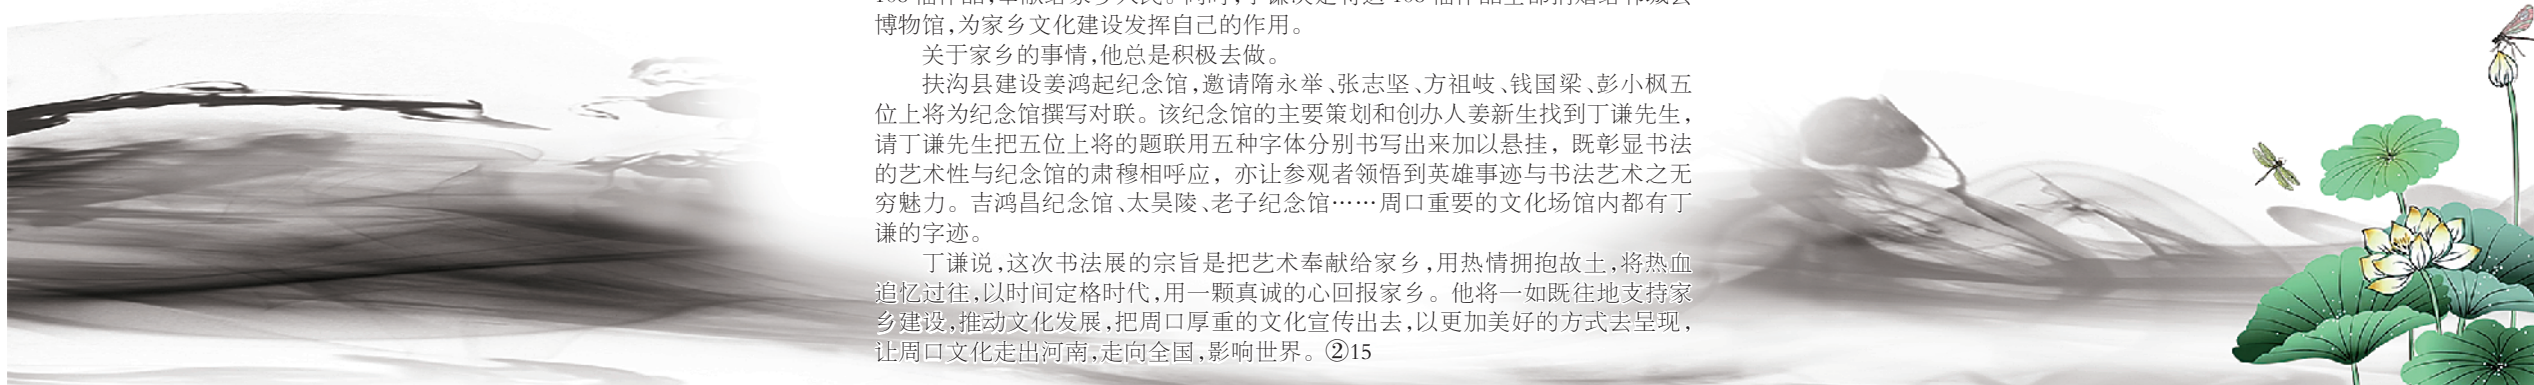 博物馆,为家乡文化建设发挥自己的作用。
关于家乡的事情,他总是积极去做。
扶沟县建设姜鸿起纪念馆,邀请隋永举、张志坚、方祖岐、钱国梁、彭小枫五
位上将为纪念馆撰写对联。该纪念馆的主要策划和创办人姜新生找到丁谦先生,
请丁谦先生把五位上将的题联用五种字体分别书写出来加以悬挂,既彰显书法
的艺术性与纪念馆的肃穆相呼应,亦让参观者领悟到英雄事迹与书法艺术之无
穷魅力。吉鸿昌纪念馆、太昊陵、老子纪念馆……周口重要的文化场馆内都有丁
谦的字迹。
丁谦说,这次书法展的宗旨是把艺术奉献给家乡,用热情拥抱故土,将热血
追忆过往,以时间定格时代,用一颗真诚的心回报家乡。他将一如既往地支持家
乡建设,推动文化发展,把周口厚重的文化宣传出去,以更加美好的方式去呈现,
让周口文化走出河南,走向全国,影响世界。②15